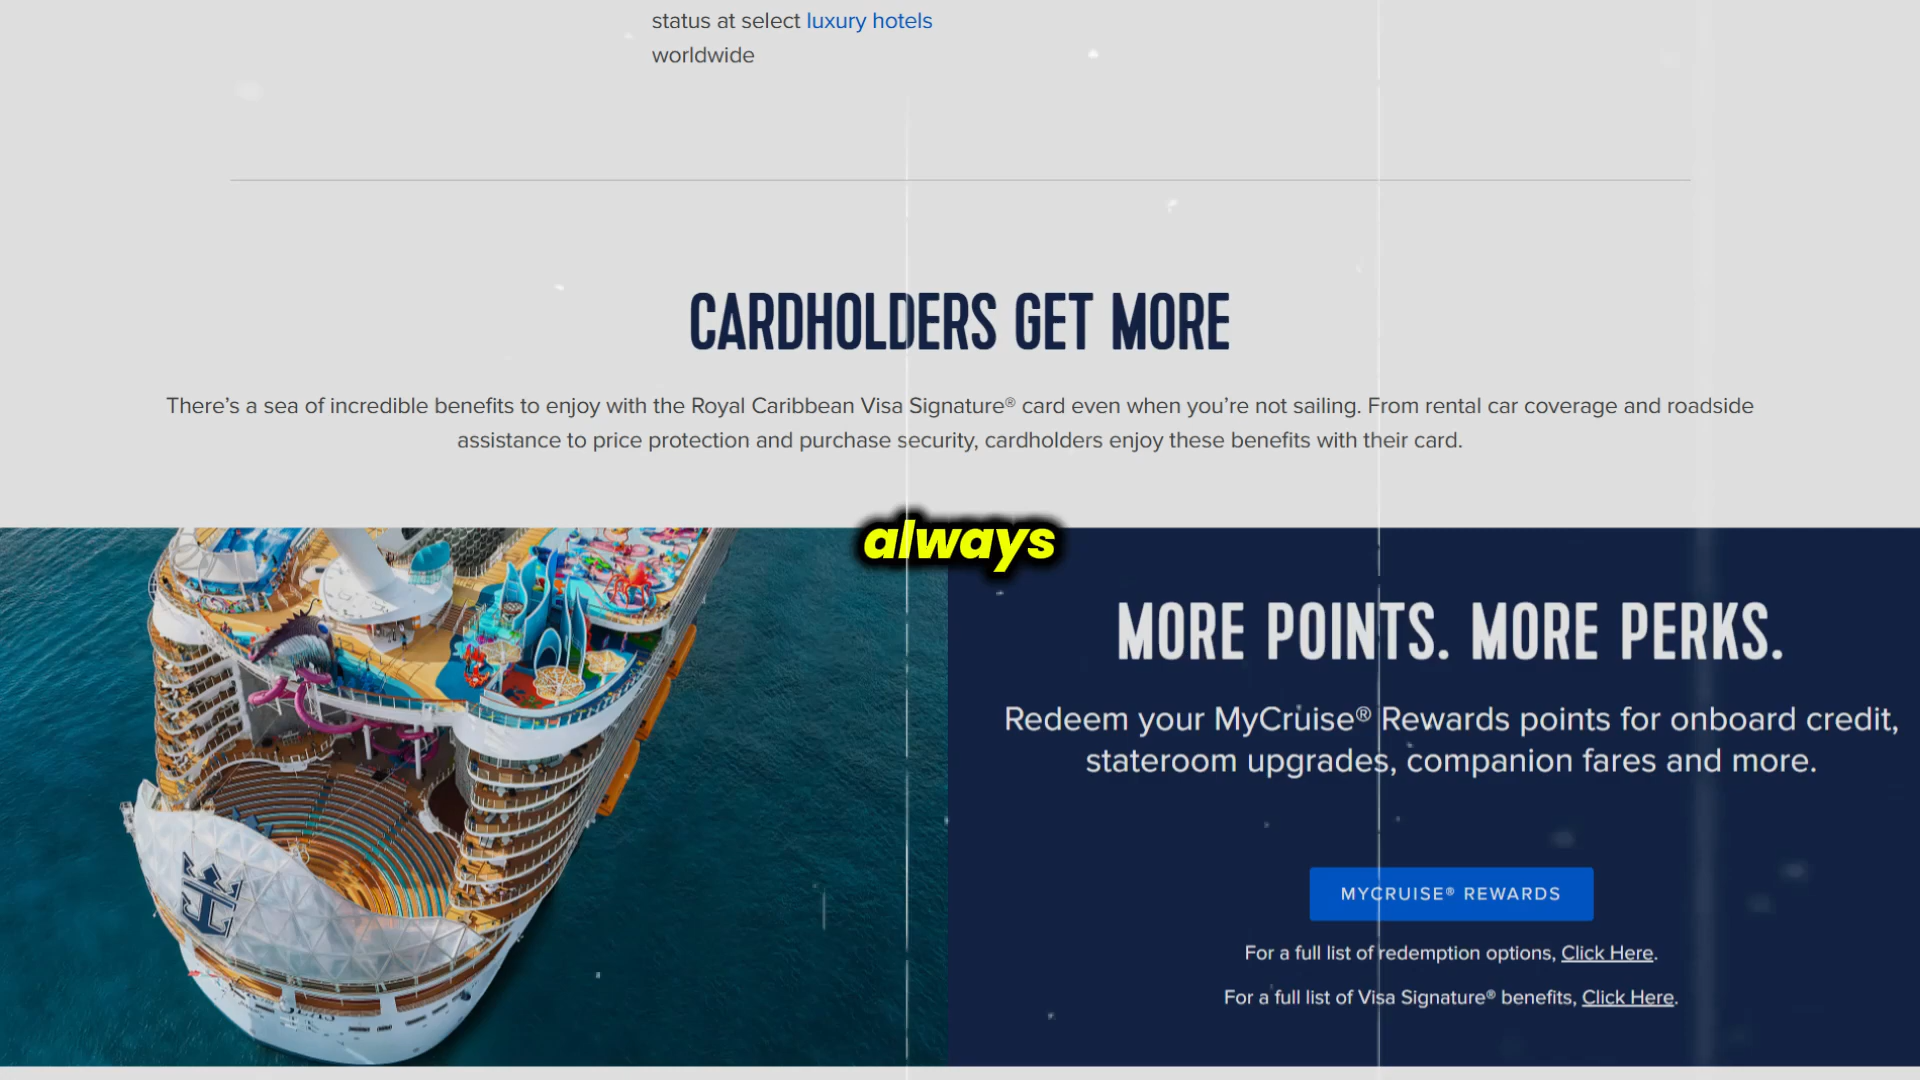 status at select luxury hotels
worldwide
CARDHOLDERS GET MORE
There’s a sea of incredible benefits to enjoy with the Royal Caribbean Visa Signature® card even when you’re not sailing. From rental car coverage and roadside
assistance to price protection and purchase security, cardholders enjoy these benefits with their card.
always
MORE POINTS. MORE PERKS.
Redeem your MyCruise® Rewards points for onboard credit,
stateroom upgrades, companion fares and more.
MYCRUISE® REWARDS
For a full list of redemption options, Click Here.
For a full list of Visa Signature® benefits, Click Here.